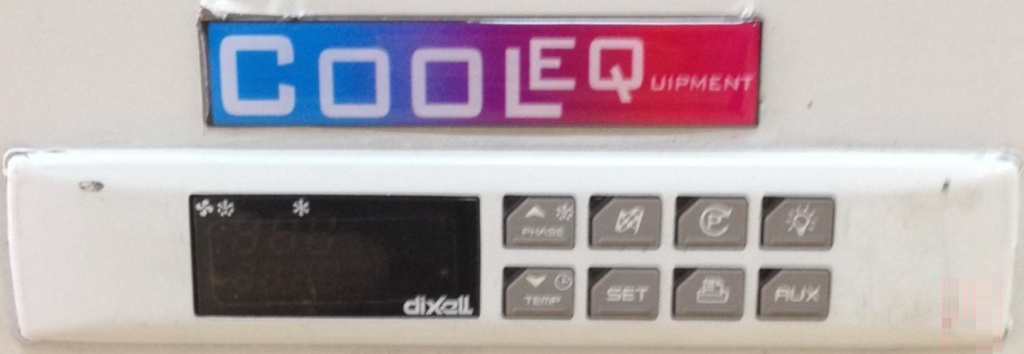 COOLEQUIPMENT
dixell
PHASE
TEMP
SET
AUX